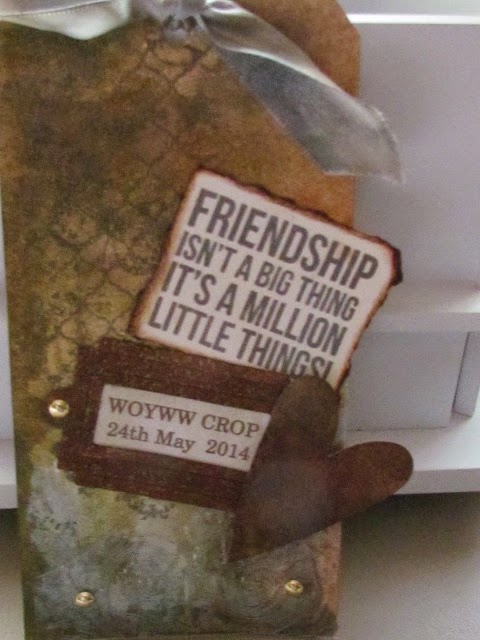 FRIENDSHIP
ISN'T A BIG THING
IT'S A MILLION
LITTLE THINGS!
WOYWW CROP
24th May 2014